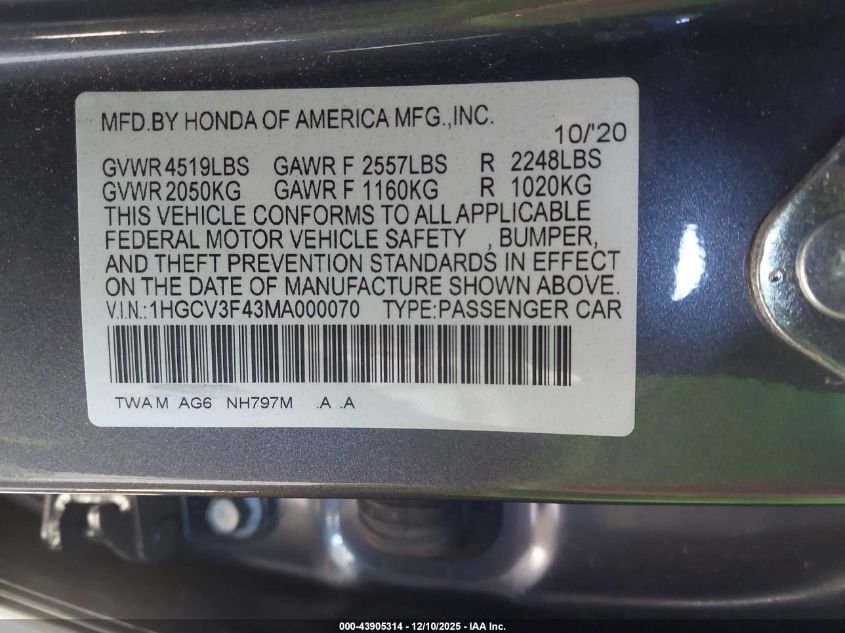 MFD.BY HONDA OF AMERICA MFG.,INC.
10/'20
GVWR 4519LBS GAWR F 2557LBS R 2248LBS
GVWR 2050KG GAWR F 1160KG R 1020KG
THIS VEHICLE CONFORMS TO ALL APPLICABLE
FEDERAL MOTOR VEHICLE SAFETY , BUMPER,
AND THEFT PREVENTION STANDARDS IN EFFECT
ON THE DATE OF MANUFACTURE SHOWN ABOVE.
V.I.N.:1HGCV3F43MA000070 TYPE:PASSENGER CAR
TWA M AG6 NH797M .A .A
000-43905314 - 12/10/2025 - IAA Inc.